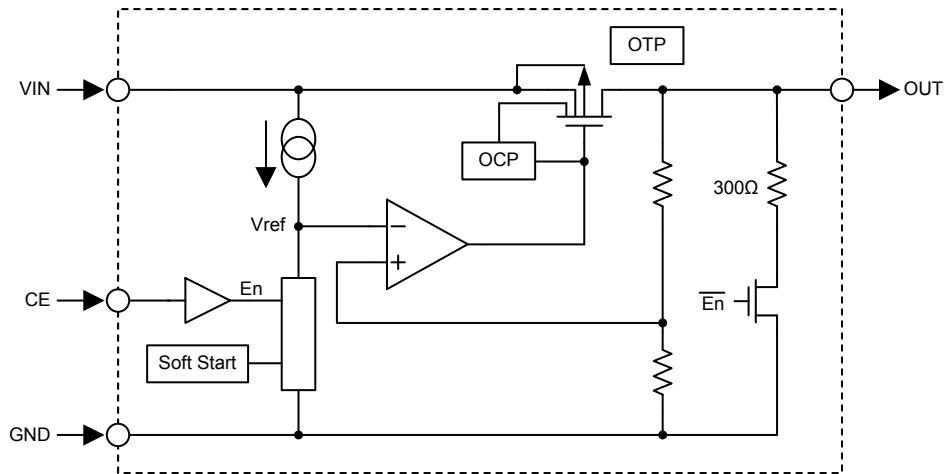 OTP
VIN
OUT
OCP
300Ω
Vref
−
+
CE
En
En
Soft Start
GND